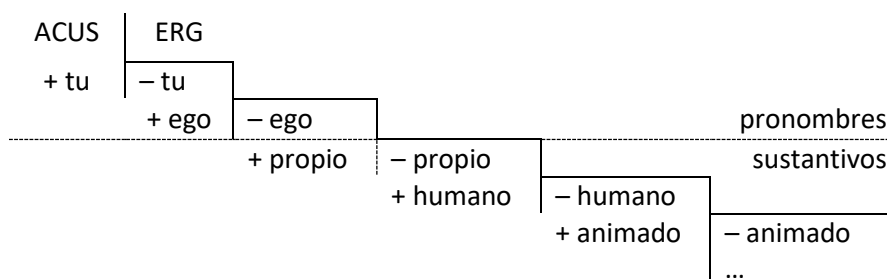 ACUS ERG
+ tu – tu
+ ego – ego pronombres
+ propio – propio sustantivos
+ humano – humano
+ animado – animado
...